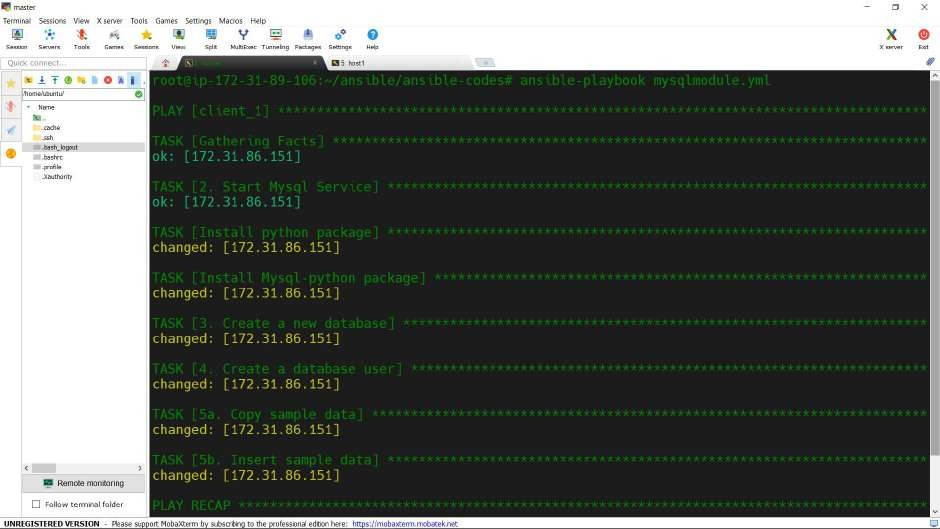 master
Terminal Sessions View X server Tools Games Settings Macros Help
Session Servers Tools Games Sessions View Split MultiExec Tunneling Packages Settings Help X server Exit
Quick connect...
5. host1
/home/ubuntu/
Name
..
.cache
.ssh
.bash_logout
.bashrc
.profile
.Xauthority
Remote monitoring
Follow terminal folder
root@ip-172-31-89-106:~/ansible/ansible-codes# ansible-playbook mysqlmodule.yml
PLAY [client_1] ***********************************************************************************
TASK [Gathering Facts] ****************************************************************************
ok: [172.31.86.151]
TASK [2. Start Mysql Service] *********************************************************************
ok: [172.31.86.151]
TASK [Install python package] *********************************************************************
changed: [172.31.86.151]
TASK [Install Mysql-python package] ***************************************************************
changed: [172.31.86.151]
TASK [3. Create a new database] *******************************************************************
changed: [172.31.86.151]
TASK [4. Create a database user] ******************************************************************
changed: [172.31.86.151]
TASK [5a. Copy sample data] ***********************************************************************
changed: [172.31.86.151]
TASK [5b. Insert sample data] *********************************************************************
changed: [172.31.86.151]
PLAY RECAP ****************************************************************************************
UNREGISTERED VERSION - Please support MobaXterm by subscribing to the professional edition here: https://mobaxterm.mobatek.net